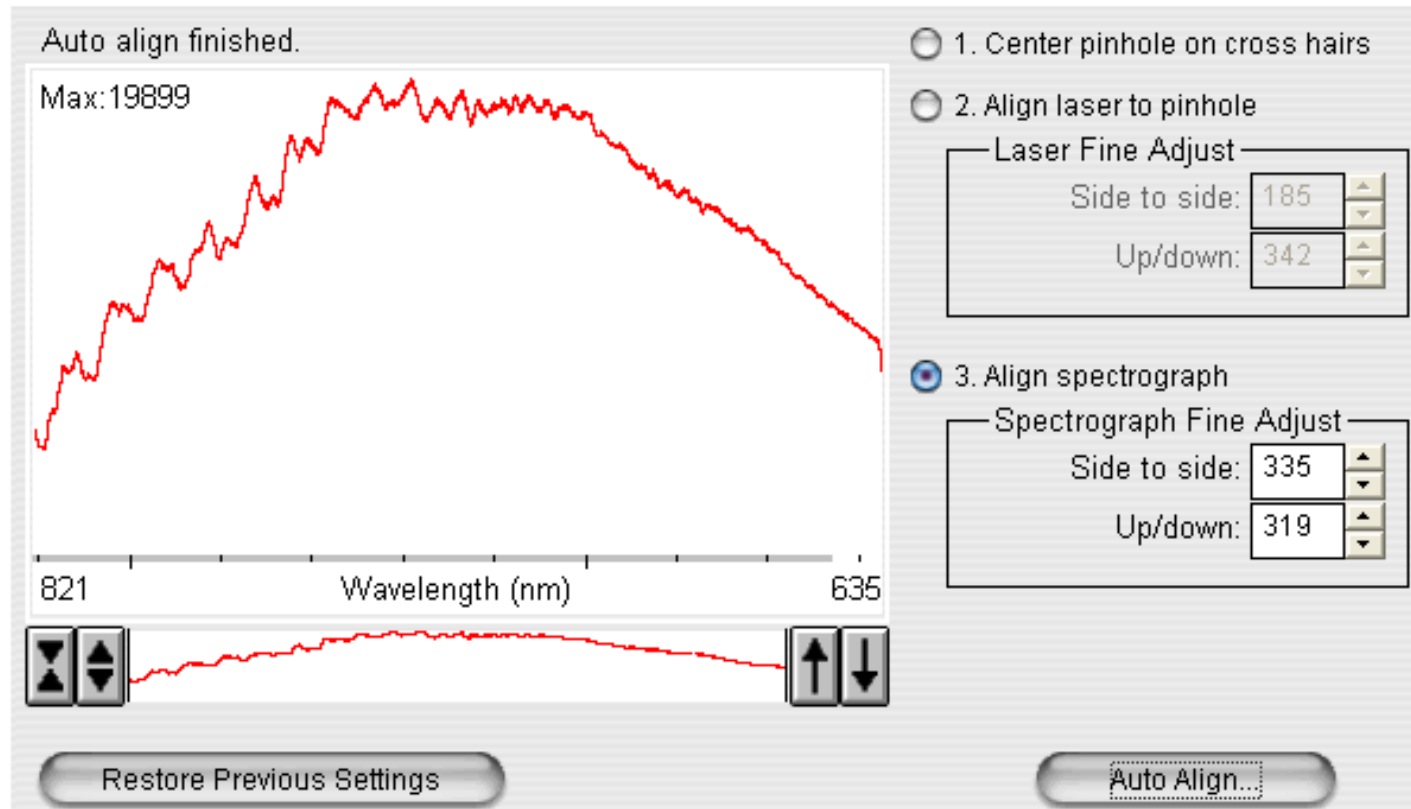 Auto align finished.
Max:19899
821 Wavelength (nm) 635
1. Center pinhole on cross hairs
2. Align laser to pinhole
Laser Fine Adjust
Side to side: 185
Up/down: 342
3. Align spectrograph
Spectrograph Fine Adjust
Side to side: 335
Up/down: 319
Restore Previous Settings
Auto Align...